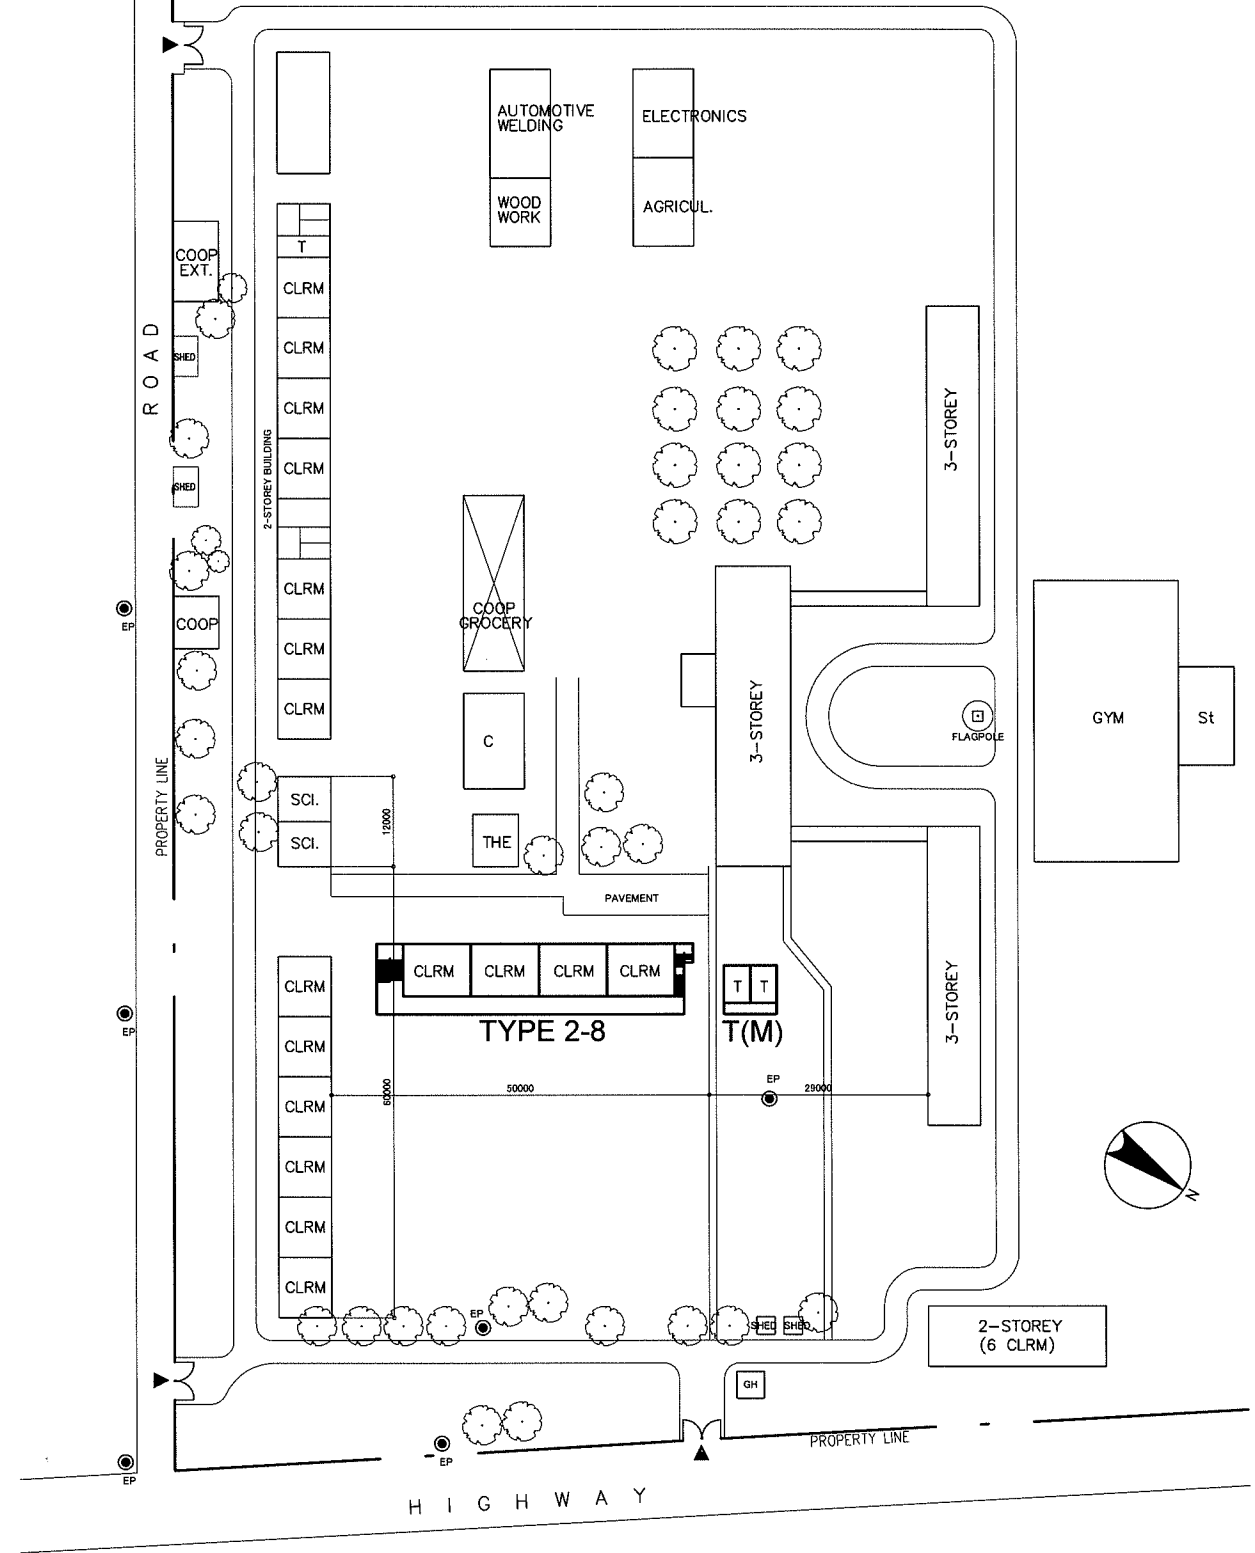 AUTOMOTIVE
WELDING
ELECTRONICS
WOOD
WORK
AGRICUL.
COOP
EXT.
T
CLRM
CLRM
CLRM
CLRM
ROAD
SHED
SHED
2-STOREY BUILDING
3-STOREY
CLRM
CLRM
CLRM
COOP
GROCERY
EP
COOP
3-STOREY
GYM
St
FLAGPOLE
C
PROPERTY LINE
SCI.
SCI.
12000
THE
PAVEMENT
CLRM
CLRM
CLRM
CLRM
T
T
TYPE 2-8
T(M)
3-STOREY
CLRM
CLRM
CLRM
CLRM
CLRM
CLRM
EP
60000
50000
EP
29000
N
EP
SHED
SHED
2-STOREY
(6 CLRM)
GH
PROPERTY LINE
EP
EP
HIGHWAY